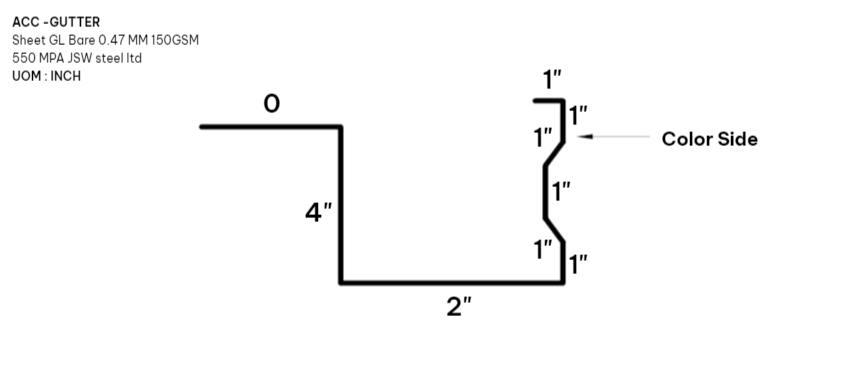 ACC -GUTTER
Sheet GL Bare 0.47 MM 150GSM
550 MPA JSW steel ltd
UOM : INCH
1"
0
1"
1"
Color Side
1"
4"
1"
1"
2"